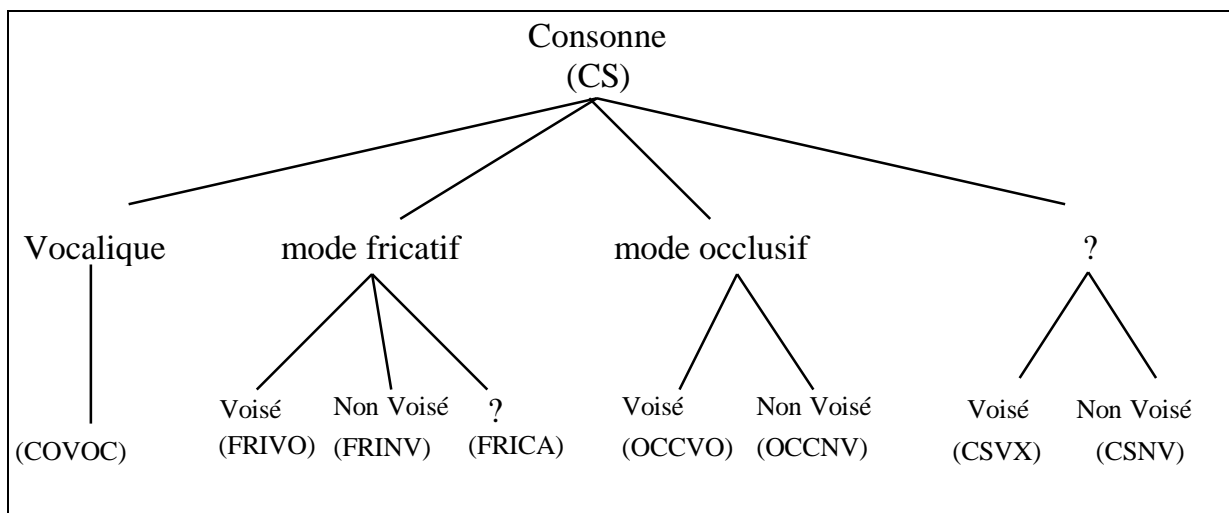 Consonne
(CS)
Vocalique mode fricatif mode occlusif ?
Voisé Non Voisé ? Voisé Non Voisé Voisé Non Voisé
(COVOC) (FRIVO) (FRINV) (FRICA) (OCCVO) (OCCNV) (CSVX) (CSNV)